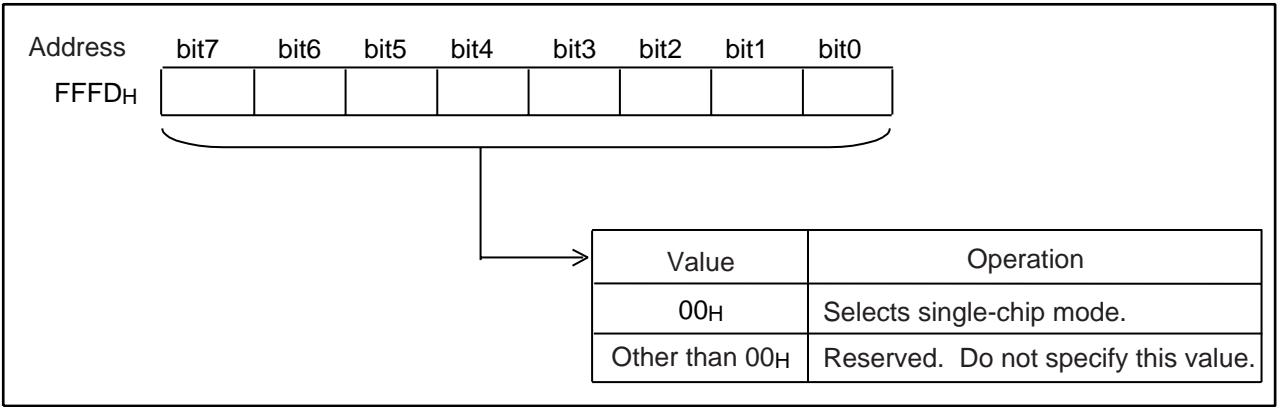 Address bit7 bit6 bit5 bit4 bit3 bit2 bit1 bit0
FFFDH
Value Operation
00H Selects single-chip mode.
Other than 00H Reserved. Do not specify this value.